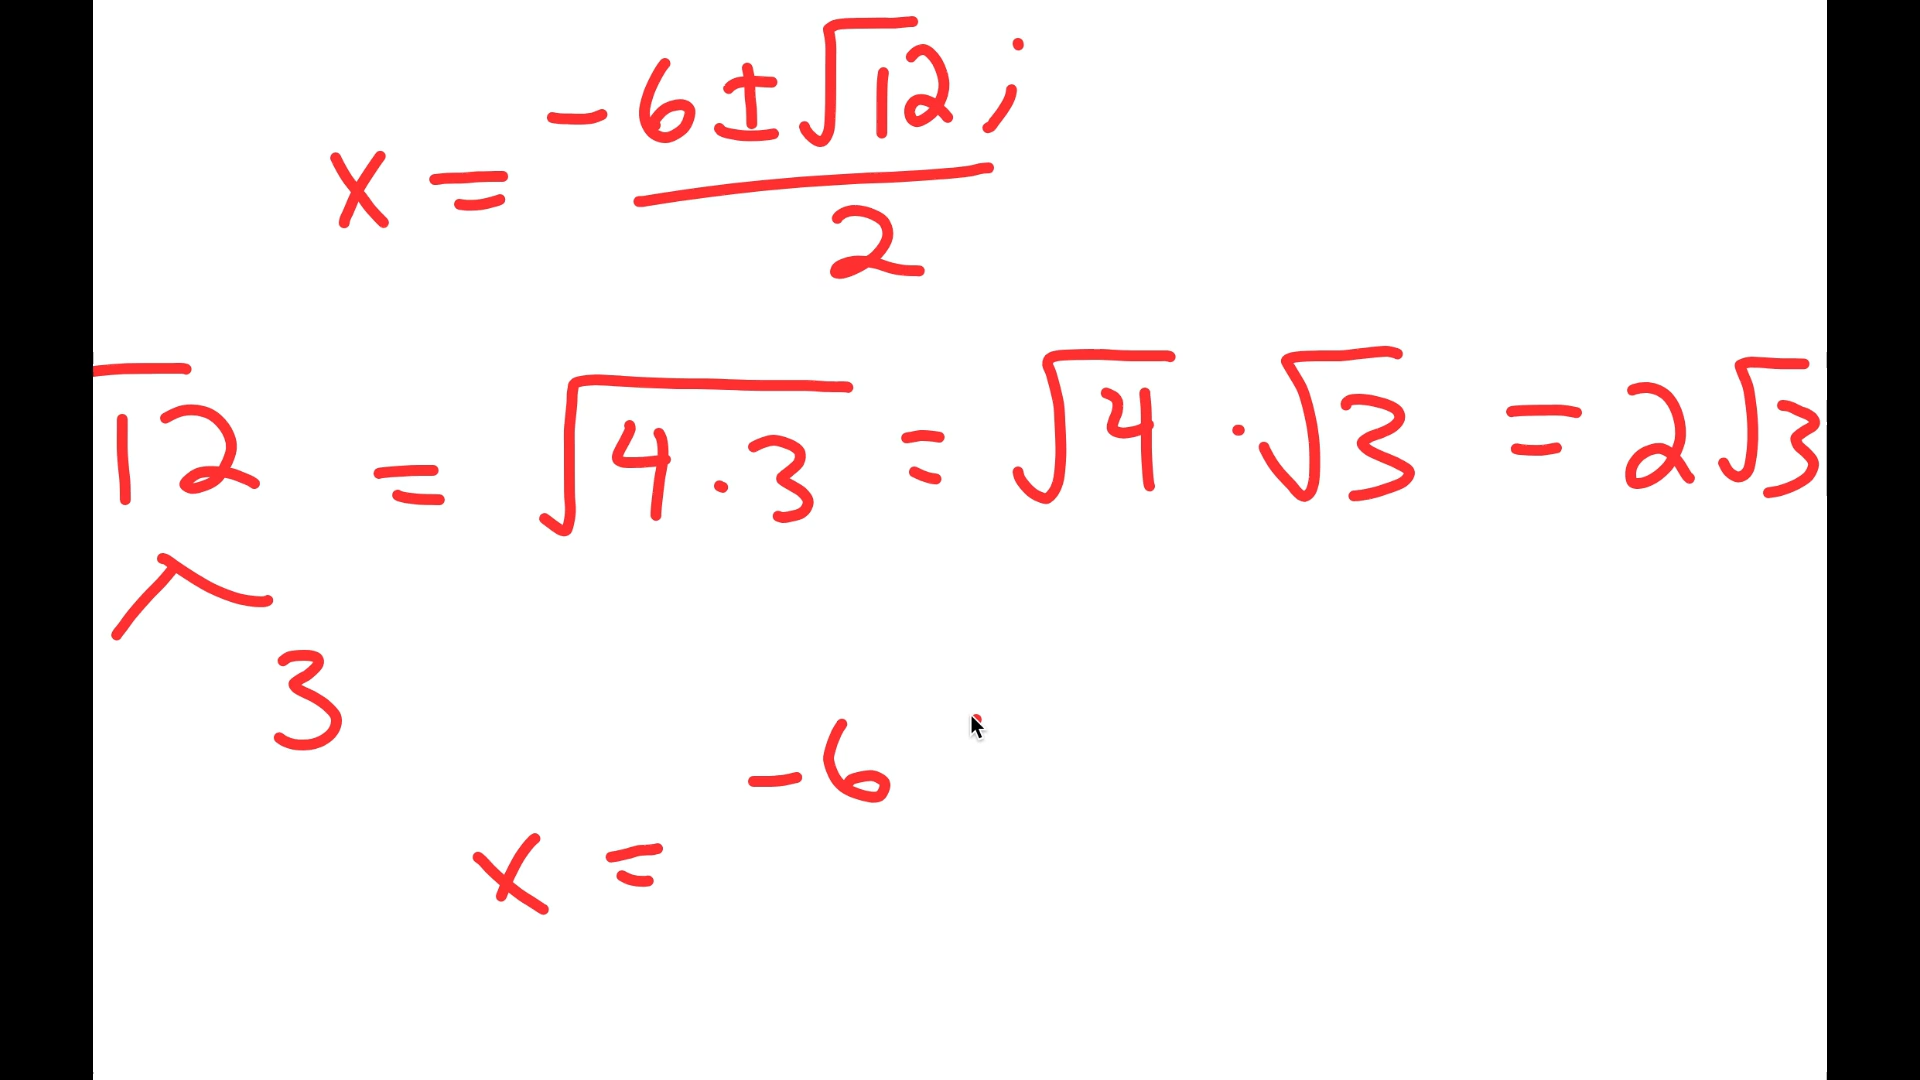 x = -6 ± √12 i
2
12 = √4·3 = √4 · √3 = 2√3
3
x = -6